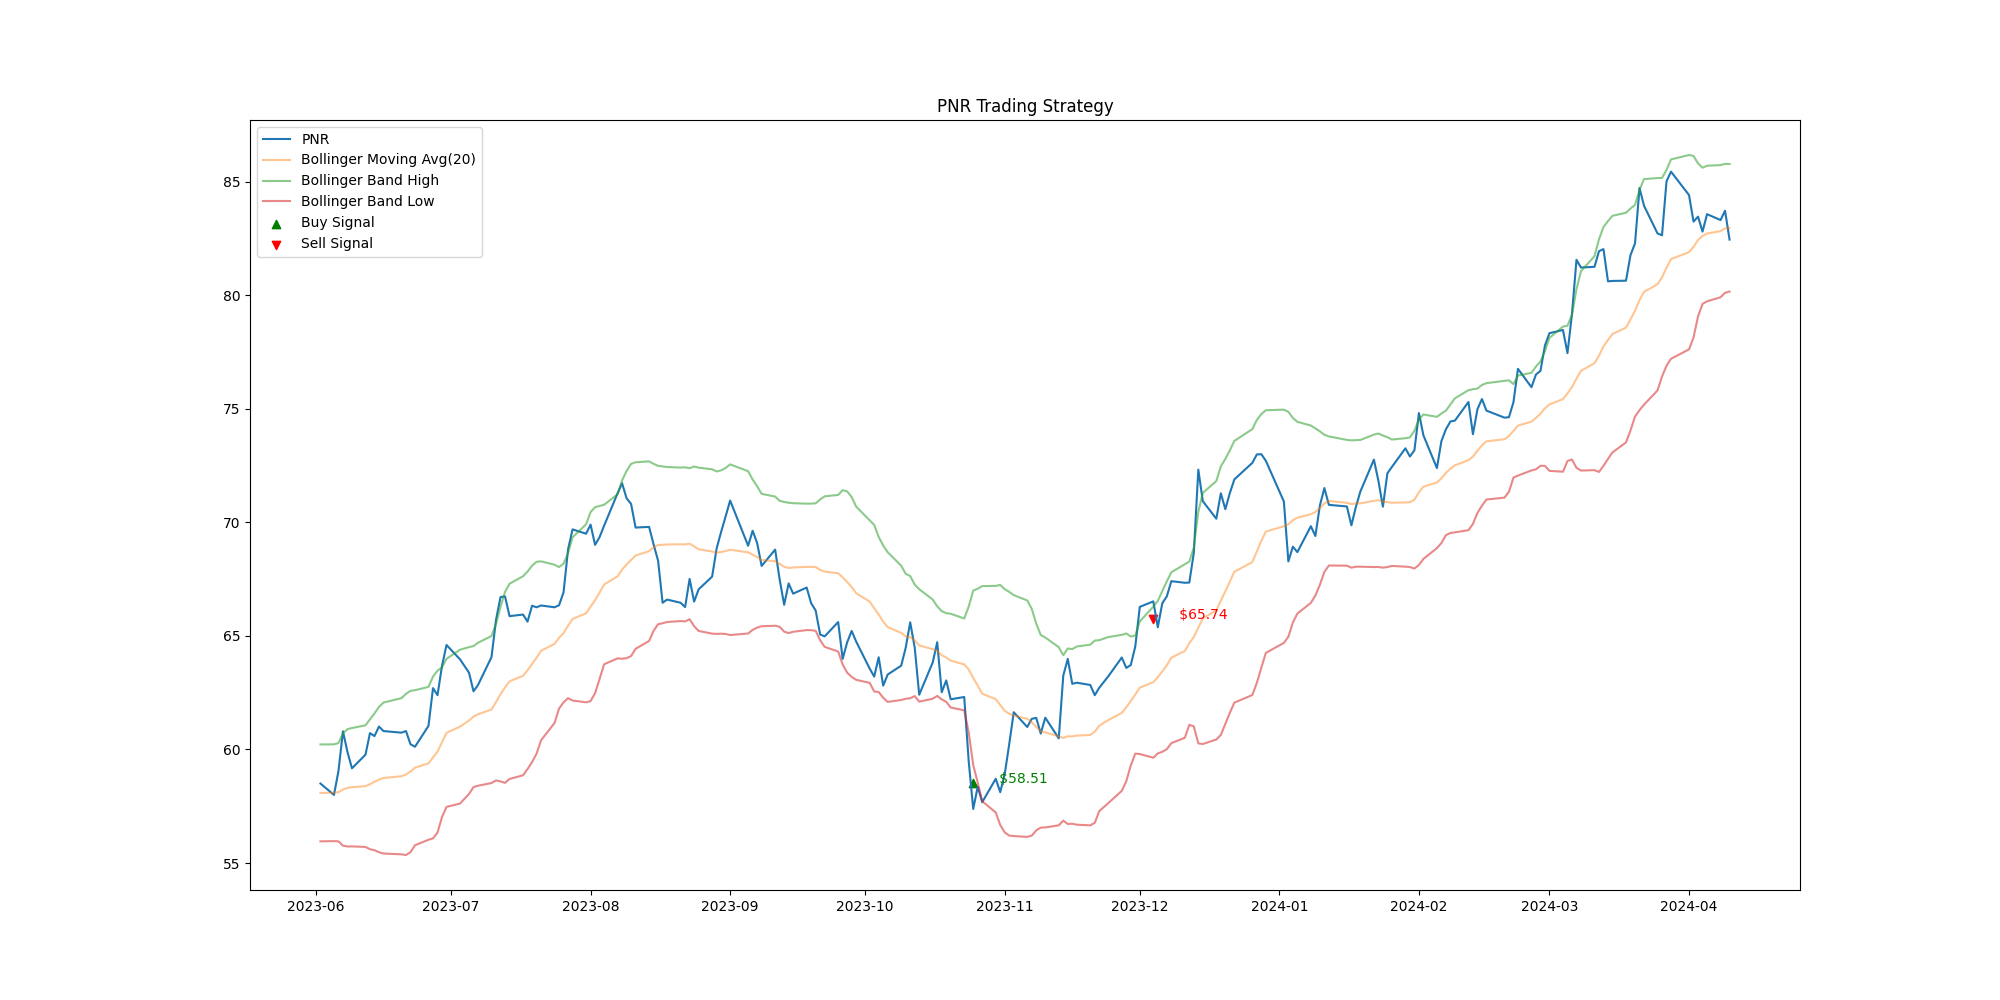 PNR Trading Strategy
PNR
Bollinger Moving Avg(20)
Bollinger Band High
Bollinger Band Low
Buy Signal
Sell Signal
85
80
75
70
65
60
55
$65.74
$58.51
2023-06 2023-07 2023-08 2023-09 2023-10 2023-11 2023-12 2024-01 2024-02 2024-03 2024-04